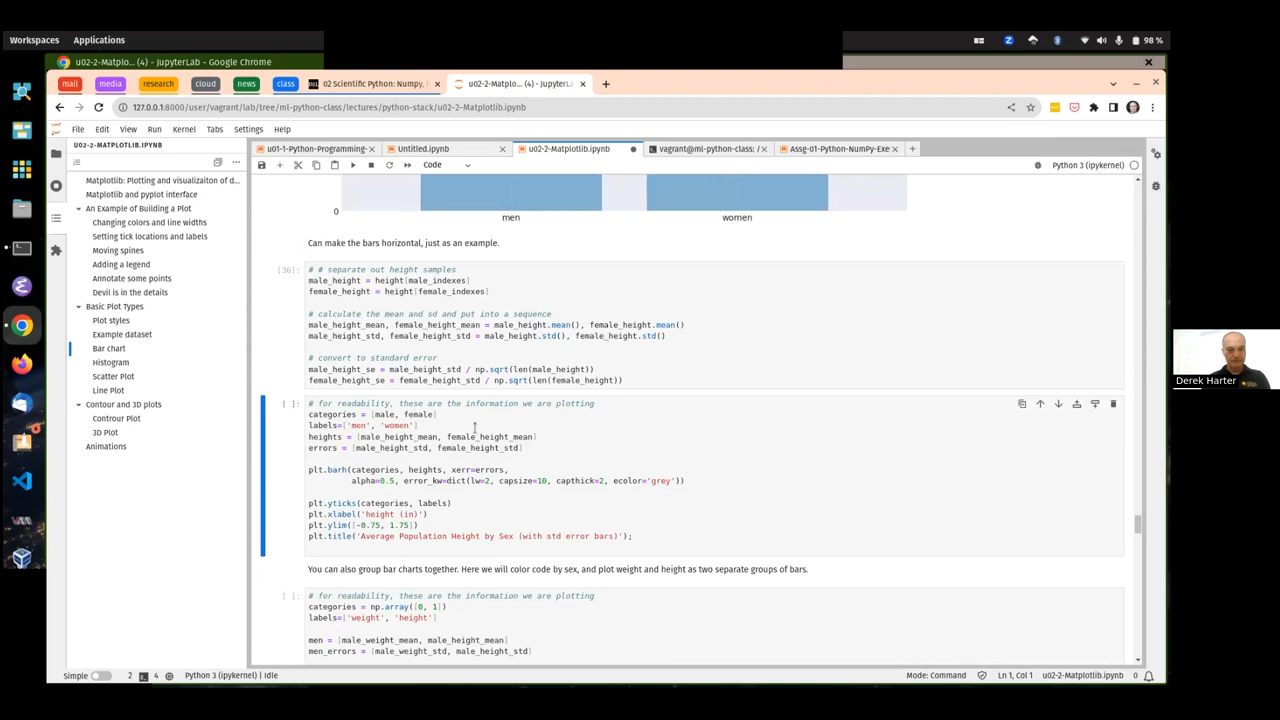 Workspaces Applications
98 %
u02-2-Matplo... (4) - JupyterLab - Google Chrome
mail media research cloud news class 02 Scientific Python: Numpy, u02-2-Matplo... (4) - JupyterLa
127.0.0.1:8000/user/vagrant/lab/tree/ml-python-class/lectures/python-stack/u02-2-Matplotlib.ipynb
File Edit View Run Kernel Tabs Settings Help
U02-2-MATPLOTLIB.IPYNB
u01-1-Python-Programming- Untitled.ipynb u02-2-Matplotlib.ipynb vagrant@ml-python-class: / Assg-01-Python-NumPy-Exe
Code
Python 3 (ipykernel)
Matplotlib: Plotting and visualizaiton of d...
Matplotlib and pyplot interface
An Example of Building a Plot
Changing colors and line widths
Setting tick locations and labels
Moving spines
Adding a legend
Annotate some points
Devil is in the details
Basic Plot Types
Plot styles
Example dataset
Bar chart
Histogram
Scatter Plot
Line Plot
Contour and 3D plots
Contour Plot
3D Plot
Animations
0
men women
Can make the bars horizontal, just as an example.
[36]:
# # separate out height samples
male_height = height[male_indexes]
female_height = height[female_indexes]
# calculate the mean and sd and put into a sequence
male_height_mean, female_height_mean = male_height.mean(), female_height.mean()
male_height_std, female_height_std = male_height.std(), female_height.std()
# convert to standard error
male_height_se = male_height_std / np.sqrt(len(male_height))
female_height_se = female_height_std / np.sqrt(len(female_height))
[ ]:
# for readability, these are the information we are plotting
categories = [male, female]
labels=['men', 'women']
heights = [male_height_mean, female_height_mean]
errors = [male_height_std, female_height_std]
plt.barh(categories, heights, xerr=errors,
alpha=0.5, error_kw=dict(lw=2, capsize=10, capthick=2, ecolor='grey'))
plt.yticks(categories, labels)
plt.xlabel('height (in)')
plt.ylim([-0.75, 1.75])
plt.title('Average Population Height by Sex (with std error bars)');
You can also group bar charts together. Here we will color code by sex, and plot weight and height as two separate groups of bars.
[ ]:
# for readability, these are the information we are plotting
categories = np.array([0, 1])
labels=['weight', 'height']
men = [male_weight_mean, male_height_mean]
men_errors = [male_weight_std, male_height_std]
Simple 2 4 Python 3 (ipykernel) | Idle
Mode: Command Ln 1, Col 1 u02-2-Matplotlib.ipynb 0
Derek Harter